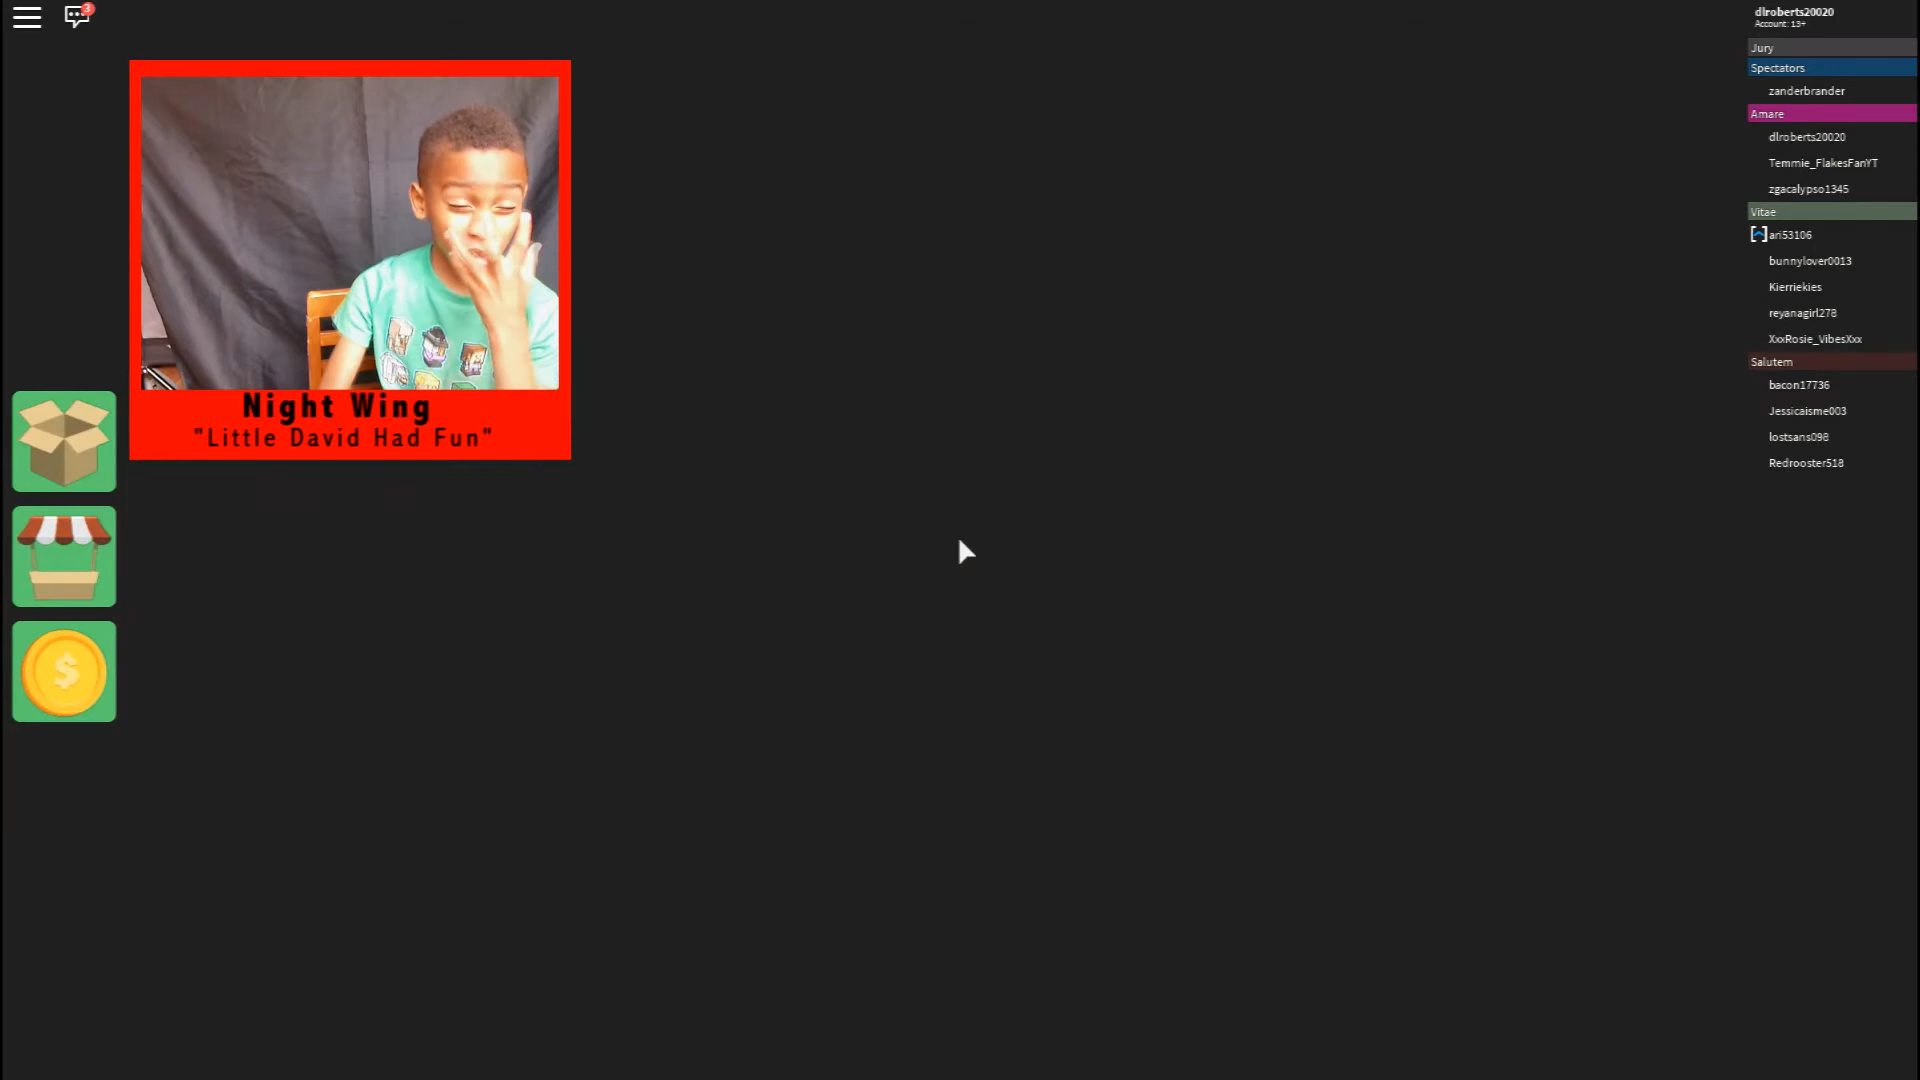 3
dlroberts20020
Account: 13+
Jury
Spectators
zanderbrander
Amare
dlroberts20020
Temmie_FlakesFanYT
zgacalypso1345
Vitae
ari53106
bunnylover0013
Kierriekies
reyanagirl278
XxxRosie_VibesXxx
Salutem
bacon17736
Jessicaisme003
lostsans098
Redrooster518
Night Wing
"Little David Had Fun"
$